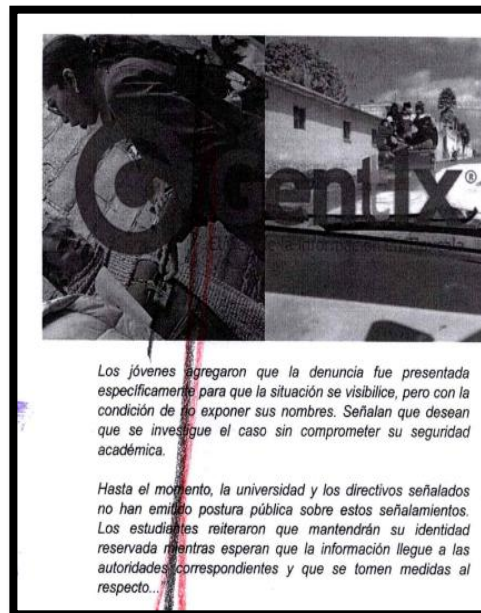 Gentlx®
Los jóvenes agregaron que la denuncia fue presentada
específicamente para que la situación se visibilice, pero con la
condición de no exponer sus nombres. Señalan que desean
que se investigue el caso sin comprometer su seguridad
académica.
Hasta el momento, la universidad y los directivos señalados
no han emitido postura pública sobre estos señalamientos.
Los estudiantes reiteraron que mantendrán su identidad
reservada mientras esperan que la información llegue a las
autoridades correspondientes y que se tomen medidas al
respecto...